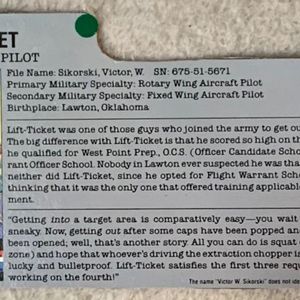 ET
PILOT
File Name: Sikorski, Victor, W. SN: 675-51-5671
Primary Military Specialty: Rotary Wing Aircraft Pilot
Secondary Military Specialty: Fixed Wing Aircraft Pilot
Birthplace: Lawton, Oklahoma
Lift-Ticket was one of those guys who joined the army to get ou
The big difference with Lift-Ticket is that he scored so high on th
he qualified for West Point Prep., O.C.S. (Officer Candidate Scho
rant Officer School. Nobody in Lawton ever suspected he was tha
neither did Lift-Ticket, since he opted for Flight Warrant Scho
thinking that it was the only one that offered training applicabl
ment.
"Getting into a target area is comparatively easy—you wait
sneaky. Now, getting out after some caps have been popped an
been opened; well, that's another story. All you can do is squat
zone) and hope that whoever's driving the extraction chopper is
lucky and bulletproof. Lift-Ticket satisfies the first three requ
working on the fourth!"
The name "Victor W. Sikorski" does not id